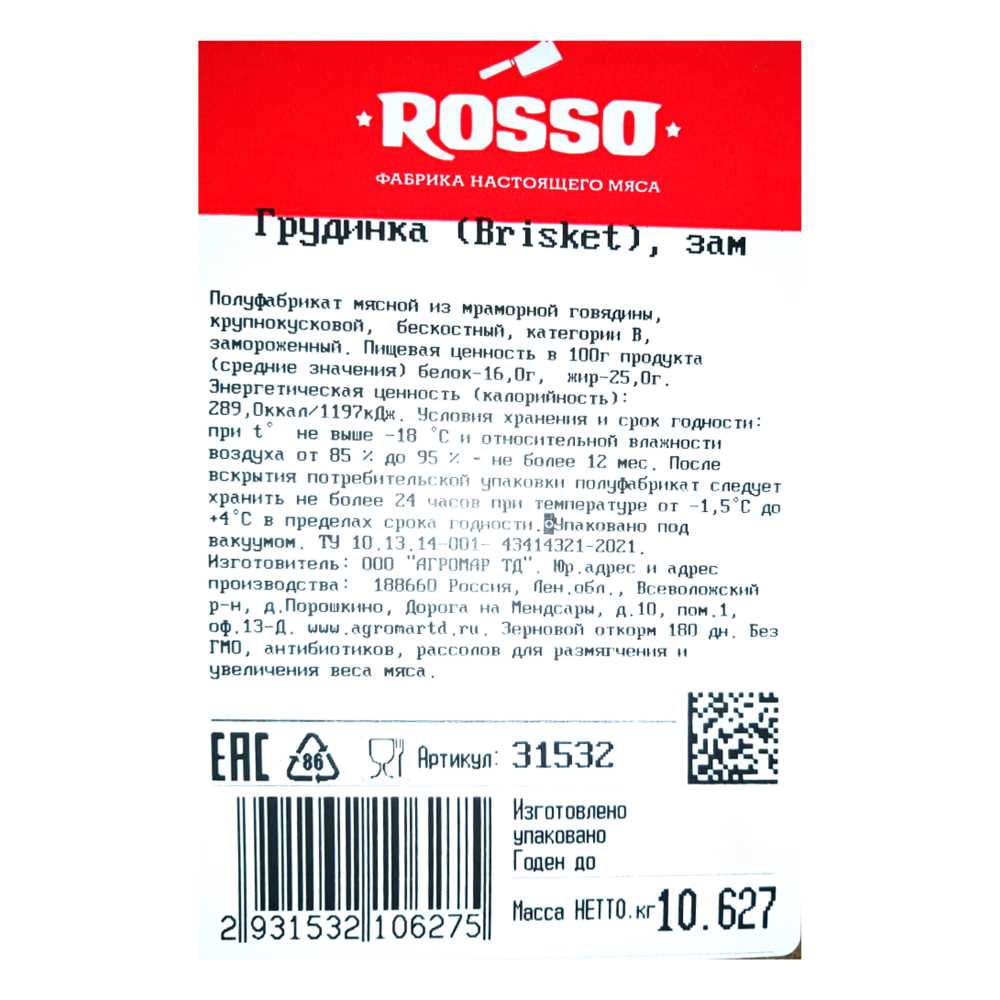 ROSSO
ФАБРИКА НАСТОЯЩЕГО МЯСА
Грудинка (Brisket), зам
Полуфабрикат мясной из мраморной говядины,
крупнокусковой, бескостный, категории В,
замороженный. Пищевая ценность в 100г продукта
(средние значения) белок-16,0г, жир-25,0г.
Энергетическая ценность (калорийность):
289,0ккал/1197кДж. Условия хранения и срок годности:
при t° не выше -18 °С и относительной влажности
воздуха от 85 % до 95 % - не более 12 мес. После
вскрытия потребительской упаковки полуфабрикат следует
хранить не более 24 часов при температуре от -1,5°С до
+4°С в пределах срока годности. Упаковано под
вакуумом. ТУ 10.13.14-001- 43414321-2021.
Изготовитель: ООО "АГРОМАР ТД". Юр.адрес и адрес
производства: 188660 Россия, Лен.обл., Всеволожский
р-н, д.Порошкино, Дорога на Мендсары, д.10, пом.1,
оф.13-Д. www.agromartd.ru. Зерновой откорм 180 дн. Без
ГМО, антибиотиков, рассолов для размягчения и
увеличения веса мяса.
EAC 86 Артикул: 31532
Изготовлено
упаковано
Годен до
Масса НЕТТО.кг 10.627
2 931532 106275